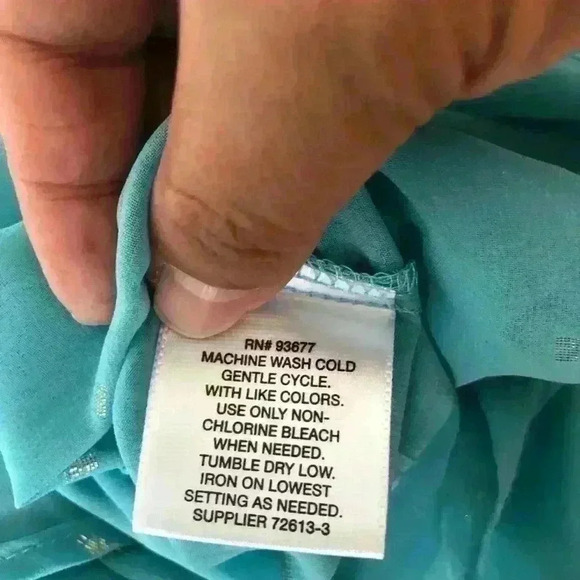 RN# 93677
MACHINE WASH COLD
GENTLE CYCLE.
WITH LIKE COLORS.
USE ONLY NON-
CHLORINE BLEACH
WHEN NEEDED.
TUMBLE DRY LOW.
IRON ON LOWEST
SETTING AS NEEDED.
SUPPLIER 72613-3